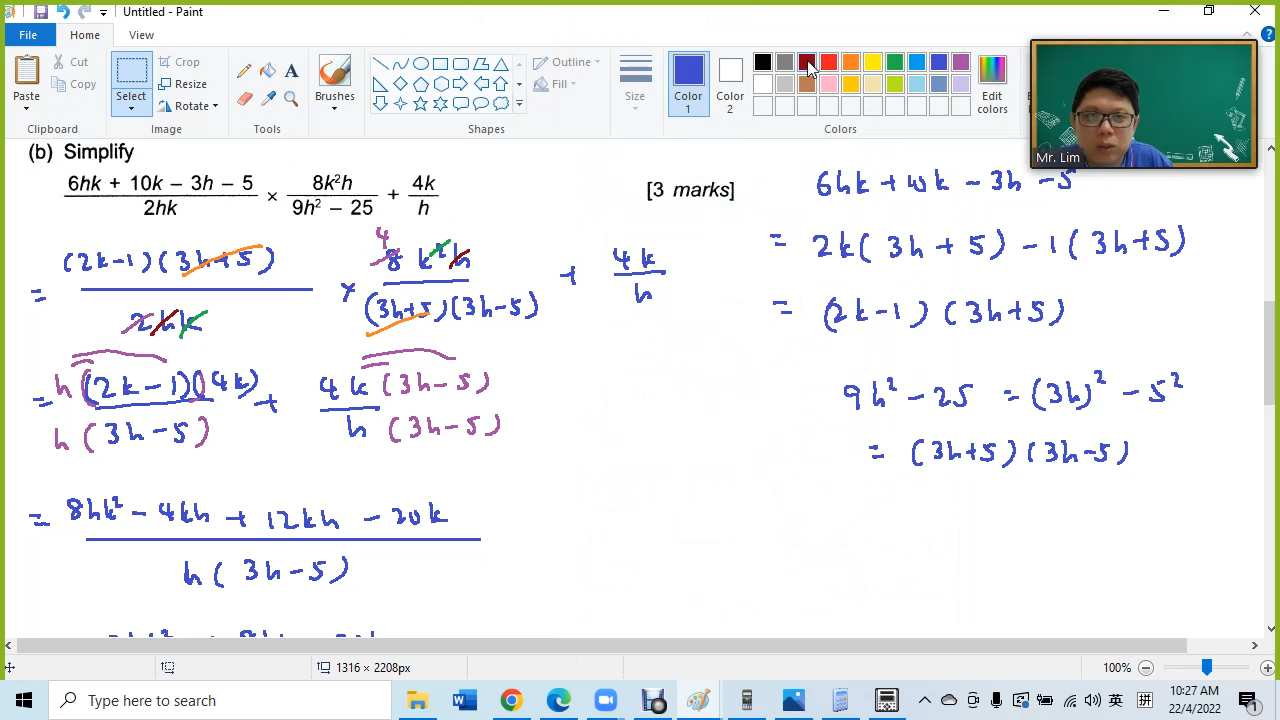 Untitled - Paint
File Home View
Paste Cut Copy Clipboard
Select Crop Resize Rotate Image
Tools
Brushes
Outline Fill Shapes
Size
Color 1 Color 2 Edit colors Colors
Mr. Lim
(b) Simplify
6hk + 10k – 3h – 5 / 2hk × 8k²h / 9h² – 25 + 4k / h [3 marks]
= (2k-1)(3h+5) / 2hk × 4 8k²h / (3h+5)(3h-5) + 4k / h
= h(2k-1)(4k) / h(3h-5) + 4k(3h-5) / h(3h-5)
= 8hk² - 4kh + 12kh - 20k / h(3h-5)
6hk + 10k - 3h - 5
= 2k(3h+5) - 1(3h+5)
= (2k-1)(3h+5)
9h² - 25 = (3h)² - 5²
= (3h+5)(3h-5)
1316 × 2208px 100%
Type here to search
英 拼 10:27 AM
22/4/2022
1